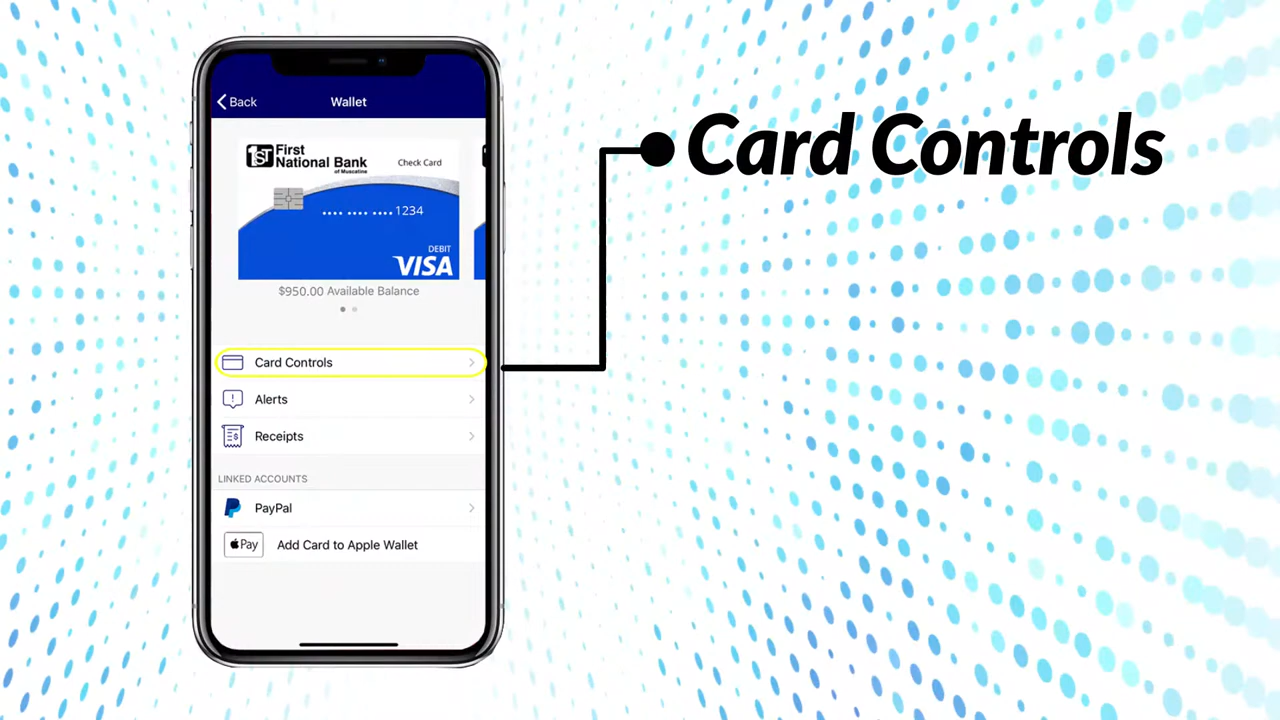 Back
Wallet
1ST First
National Bank
of Muscatine
Check Card
•••• •••• •••• 1234
DEBIT
VISA
$950.00 Available Balance
Card Controls
Alerts
Receipts
LINKED ACCOUNTS
PayPal
Pay Add Card to Apple Wallet
Card Controls